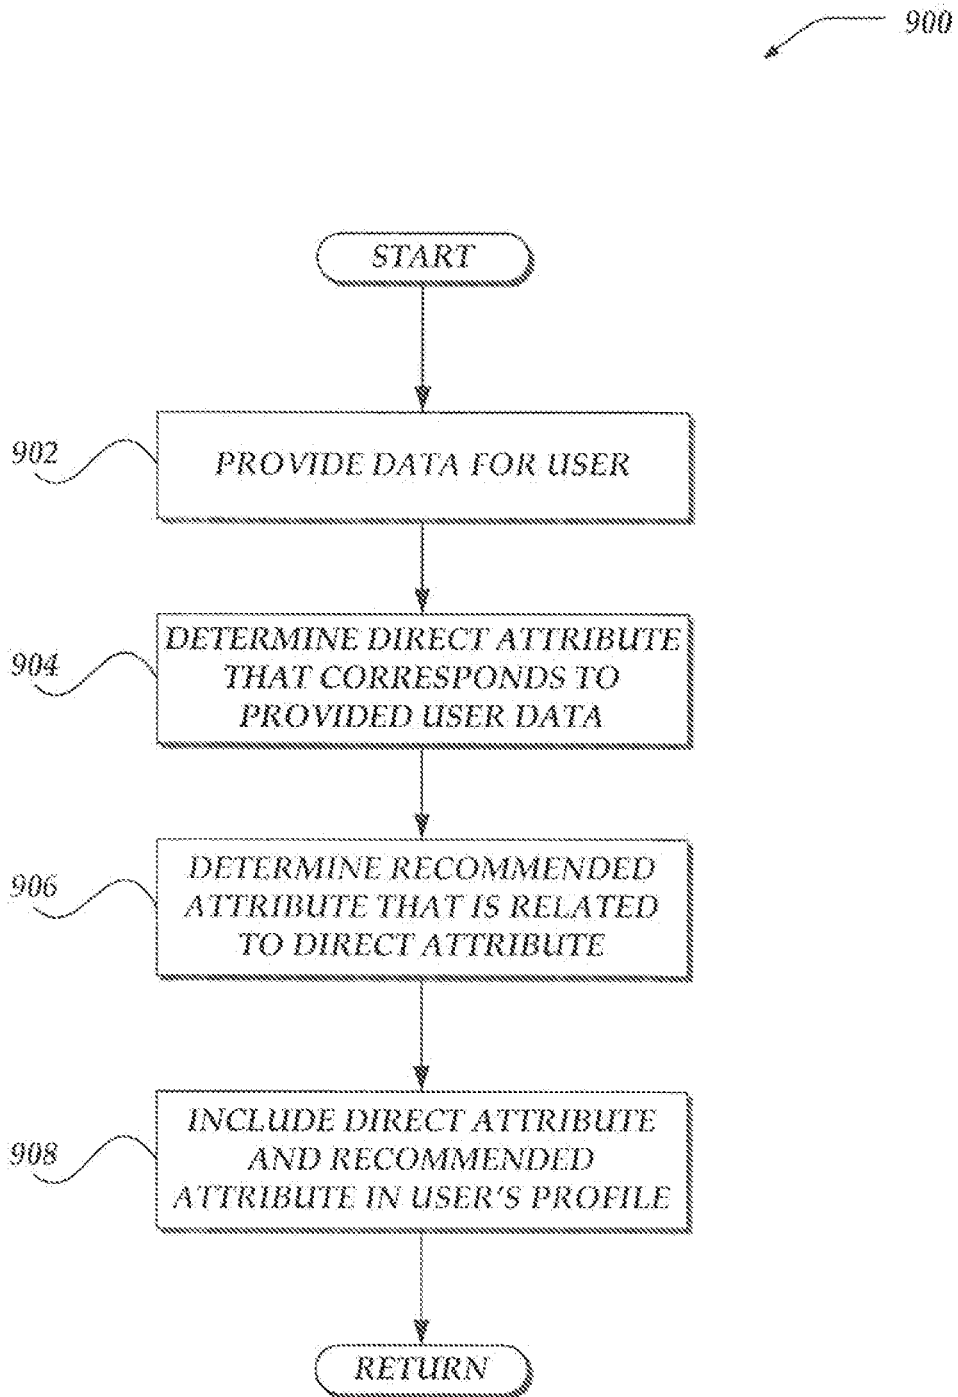 900
START
902
PROVIDE DATA FOR USER
904
DETERMINE DIRECT ATTRIBUTE
THAT CORRESPONDS TO
PROVIDED USER DATA
906
DETERMINE RECOMMENDED
ATTRIBUTE THAT IS RELATED
TO DIRECT ATTRIBUTE
908
INCLUDE DIRECT ATTRIBUTE
AND RECOMMENDED
ATTRIBUTE IN USER'S PROFILE
RETURN